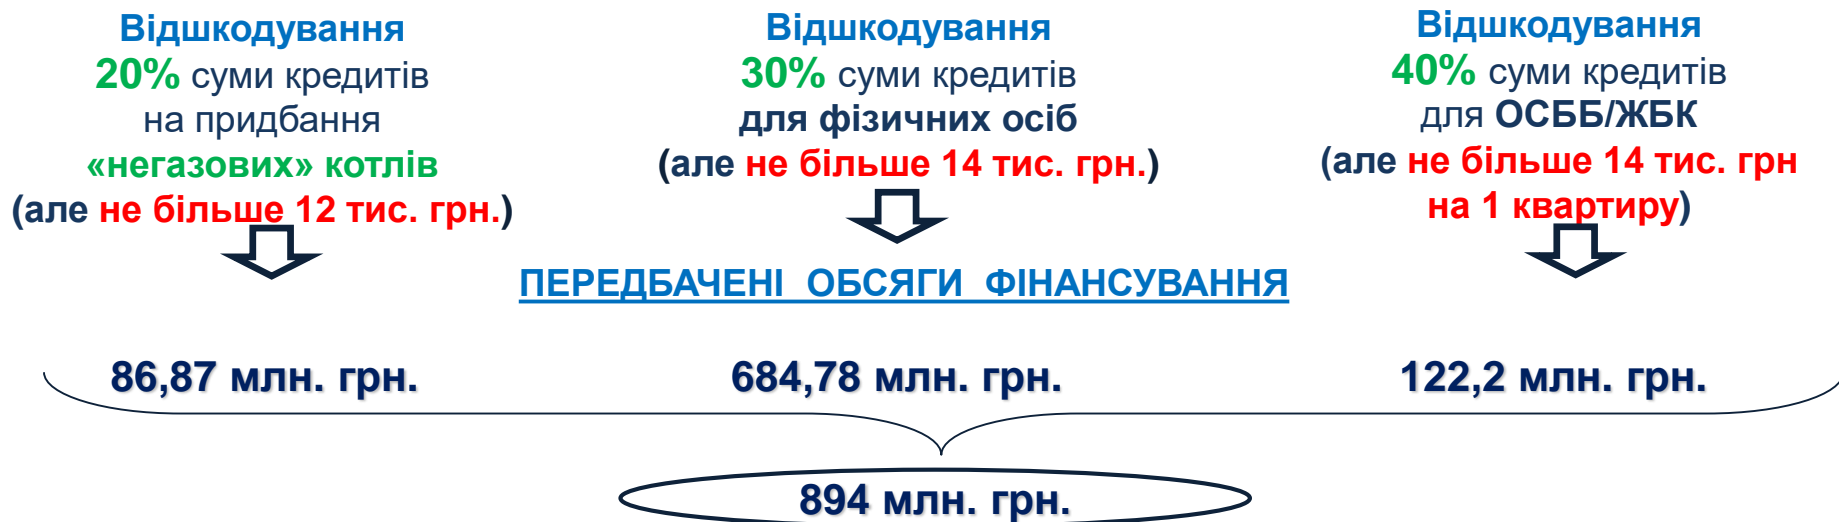 Відшкодування
20% суми кредитів
на придбання
«негазових» котлів
(але не більше 12 тис. грн.)
Відшкодування
30% суми кредитів
для фізичних осіб
(але не більше 14 тис. грн.)
Відшкодування
40% суми кредитів
для ОСББ/ЖБК
(але не більше 14 тис. грн
на 1 квартиру)
ПЕРЕДБАЧЕНІ ОБСЯГИ ФІНАНСУВАННЯ
86,87 млн. грн.
684,78 млн. грн.
122,2 млн. грн.
894 млн. грн.